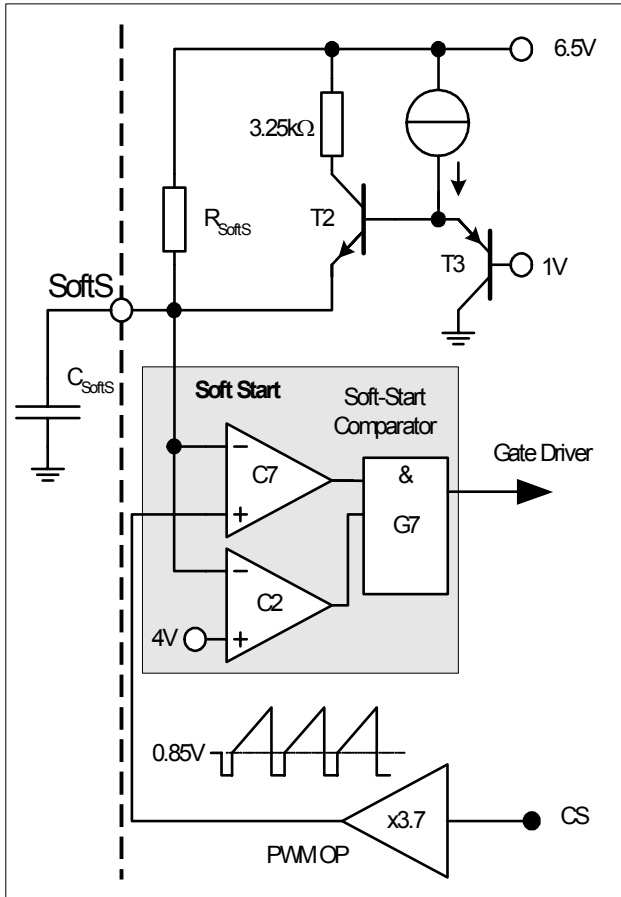 6.5V
3.25kΩ
R_SoftS
T2
T3
1V
SoftS
C_SoftS
Soft Start
Soft-Start
Comparator
Gate Driver
−
C7
+
&
G7
−
C2
4V
+
0.85V
x3.7
CS
PWM OP